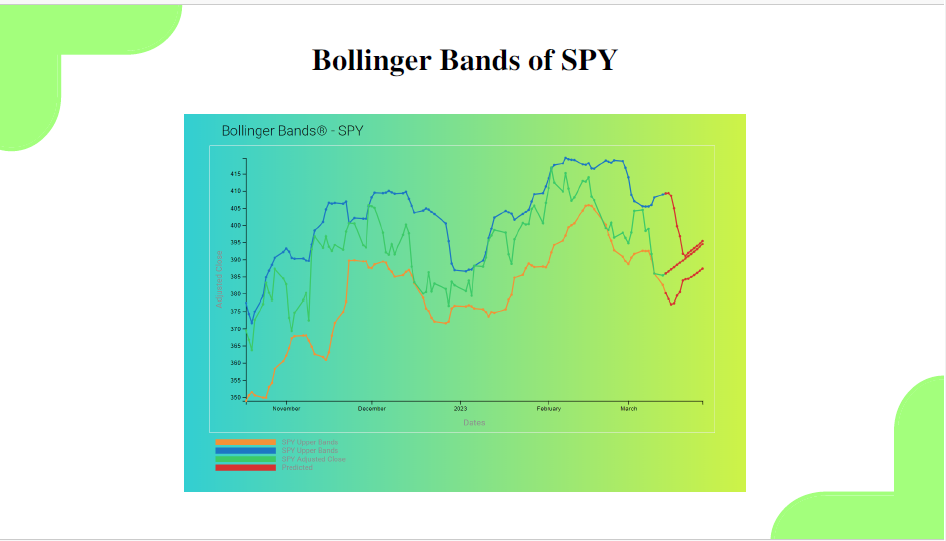 Bollinger Bands of SPY
Bollinger Bands® - SPY
415
410
405
400
395
390
385
380
375
370
365
360
355
350
Adjusted Close
November December 2023 February March
Dates
SPY Upper Bands
SPY Upper Bands
SPY Adjusted Close
Predicted